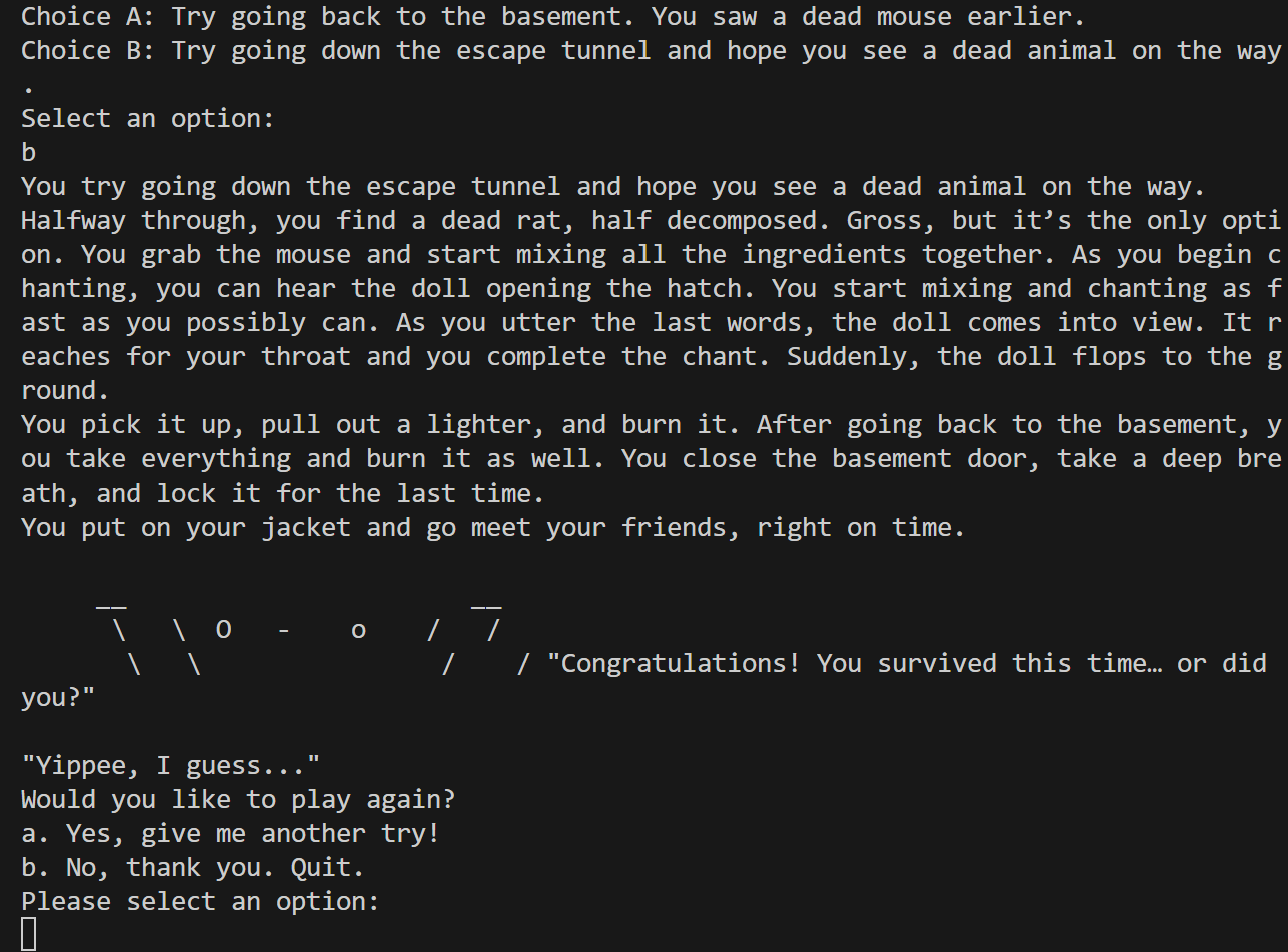 Choice A: Try going back to the basement. You saw a dead mouse earlier.
Choice B: Try going down the escape tunnel and hope you see a dead animal on the way
.
Select an option:
b
You try going down the escape tunnel and hope you see a dead animal on the way.
Halfway through, you find a dead rat, half decomposed. Gross, but it’s the only opti
on. You grab the mouse and start mixing all the ingredients together. As you begin c
hanting, you can hear the doll opening the hatch. You start mixing and chanting as f
ast as you possibly can. As you utter the last words, the doll comes into view. It r
eaches for your throat and you complete the chant. Suddenly, the doll flops to the g
round.
You pick it up, pull out a lighter, and burn it. After going back to the basement, y
ou take everything and burn it as well. You close the basement door, take a deep bre
ath, and lock it for the last time.
You put on your jacket and go meet your friends, right on time.
     __                       __
      \   \  O   -    o    /   /
       \   \                /    / "Congratulations! You survived this time… or did
you?"
"Yippee, I guess..."
Would you like to play again?
a. Yes, give me another try!
b. No, thank you. Quit.
Please select an option: